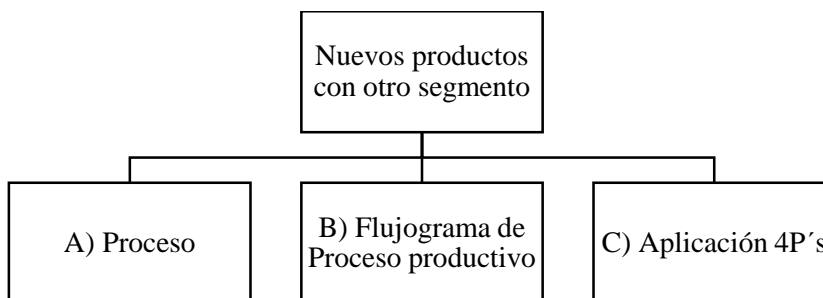 Nuevos productos
con otro segmento
A) Proceso
B) Flujograma de
Proceso productivo
C) Aplicación 4P´s